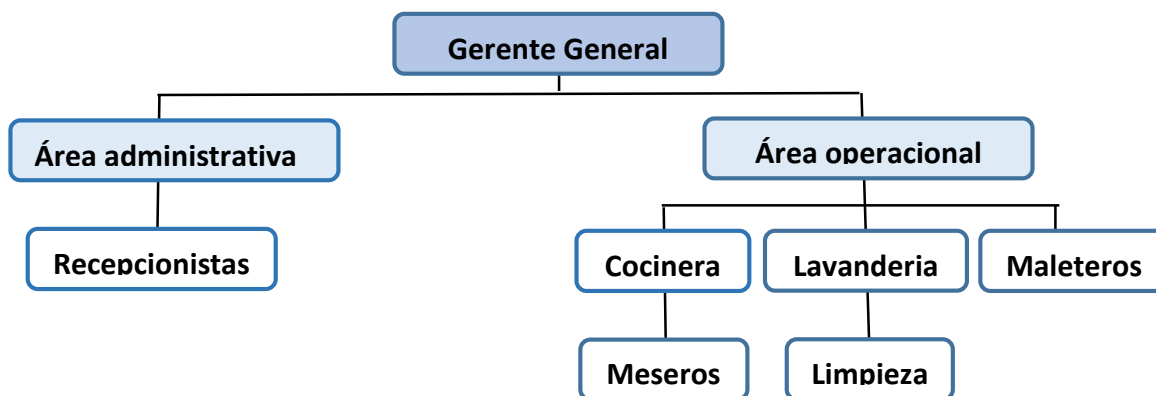 Gerente General
Área administrativa
Área operacional
Recepcionistas
Cocinera
Lavanderia
Maleteros
Meseros
Limpieza